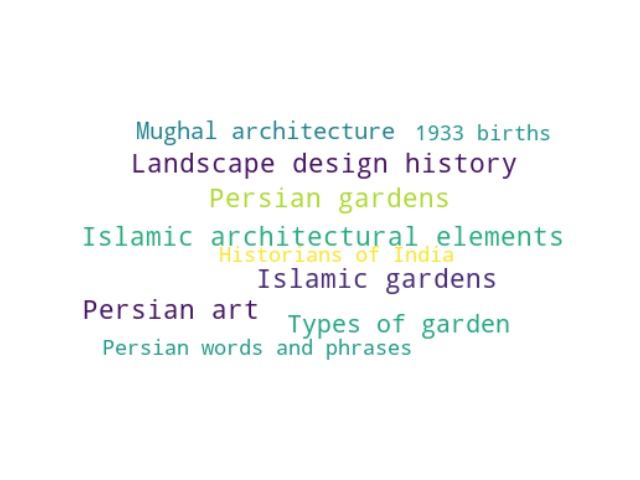 Mughal architecture 1933 births
Landscape design history
Persian gardens
Islamic architectural elements
Historians of India
Islamic gardens
Persian art
Types of garden
Persian words and phrases